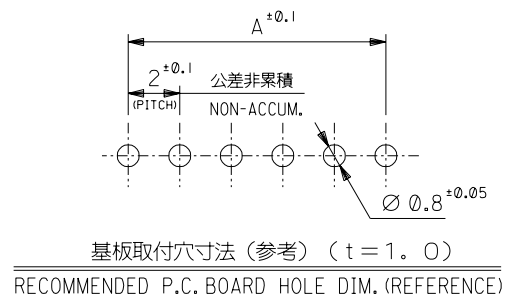 A±0.1
2±0.1 公差非累積
(PITCH) NON-ACCUM.
Ø 0.8±0.05
基板取付穴寸法 (参考) (t=1. 0)
RECOMMENDED P.C.BOARD HOLE DIM.(REFERENCE)